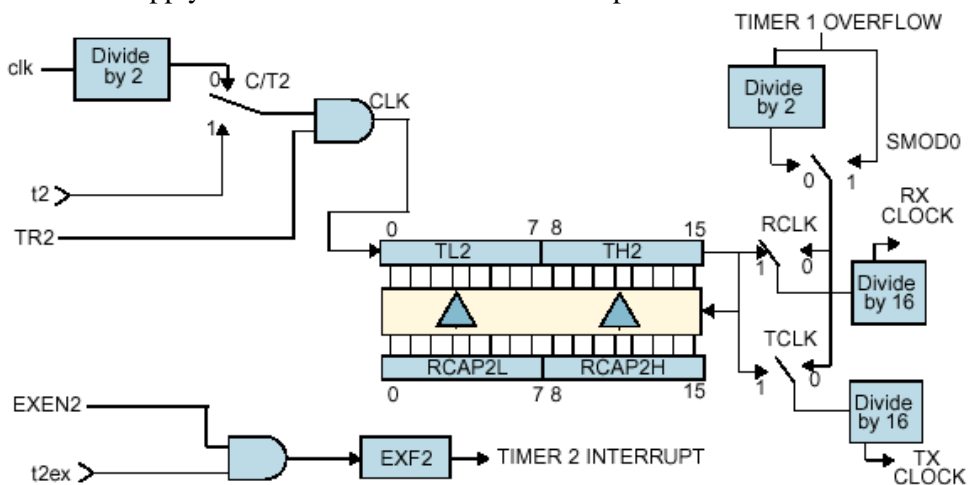 TIMER 1 OVERFLOW
clk
Divide
by 2
0
C/T2
CLK
1
t2
TR2
Divide
by 2
SMOD0
0
1
RX
CLOCK
0
7
8
15
RCLK
TL2
TH2
1
0
Divide
by 16
TCLK
RCAP2L
RCAP2H
1
0
0
7
8
15
Divide
by 16
EXEN2
t2ex
EXF2
TIMER 2 INTERRUPT
TX
CLOCK